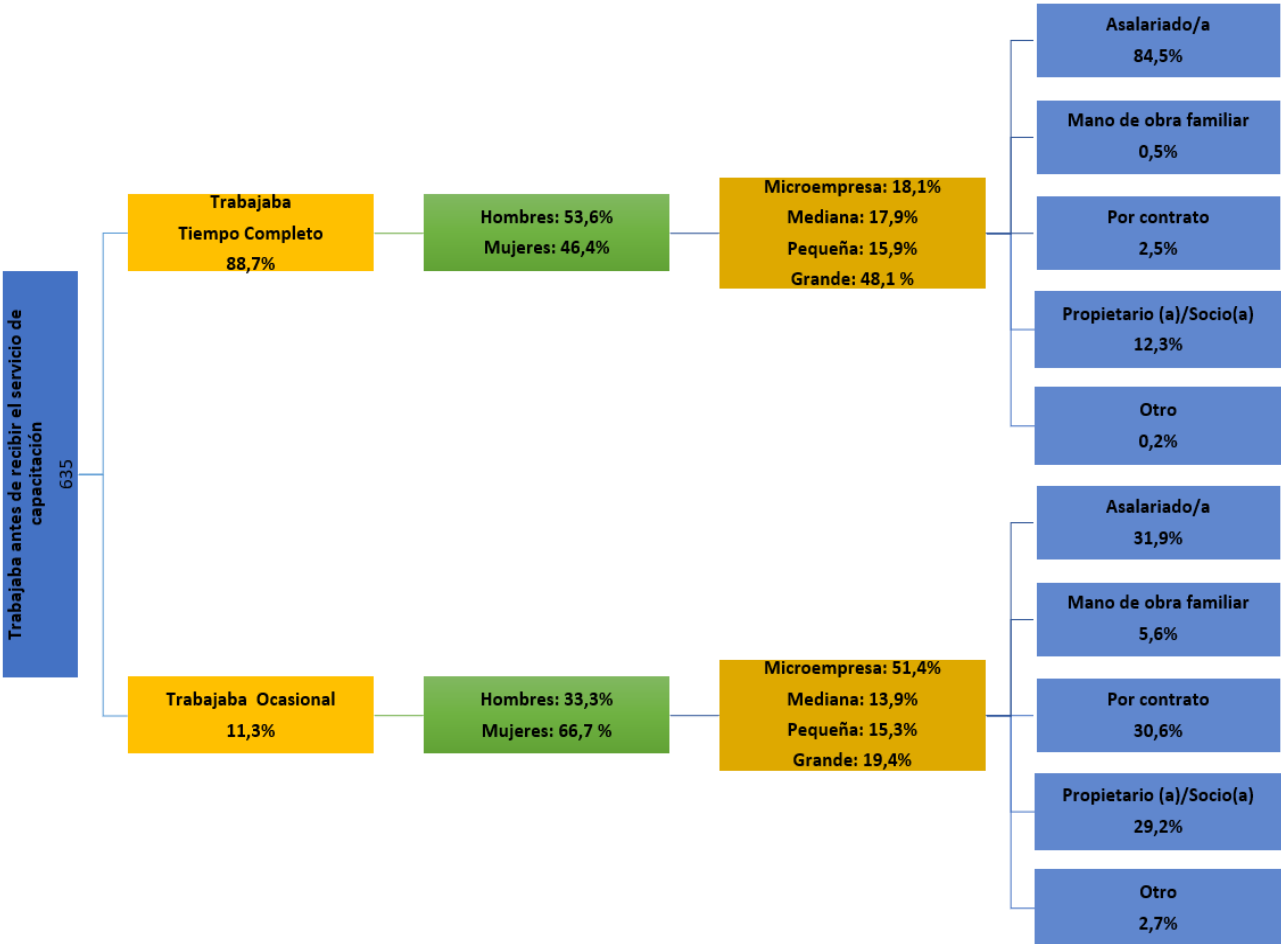 Trabajaba antes de recibir el servicio de
capacitación
635
Trabajaba
Tiempo Completo
88,7%
Hombres: 53,6%
Mujeres: 46,4%
Microempresa: 18,1%
Mediana: 17,9%
Pequeña: 15,9%
Grande: 48,1 %
Asalariado/a
84,5%
Mano de obra familiar
0,5%
Por contrato
2,5%
Propietario (a)/Socio(a)
12,3%
Otro
0,2%
Trabajaba  Ocasional
11,3%
Hombres: 33,3%
Mujeres: 66,7 %
Microempresa: 51,4%
Mediana: 13,9%
Pequeña: 15,3%
Grande: 19,4%
Asalariado/a
31,9%
Mano de obra familiar
5,6%
Por contrato
30,6%
Propietario (a)/Socio(a)
29,2%
Otro
2,7%